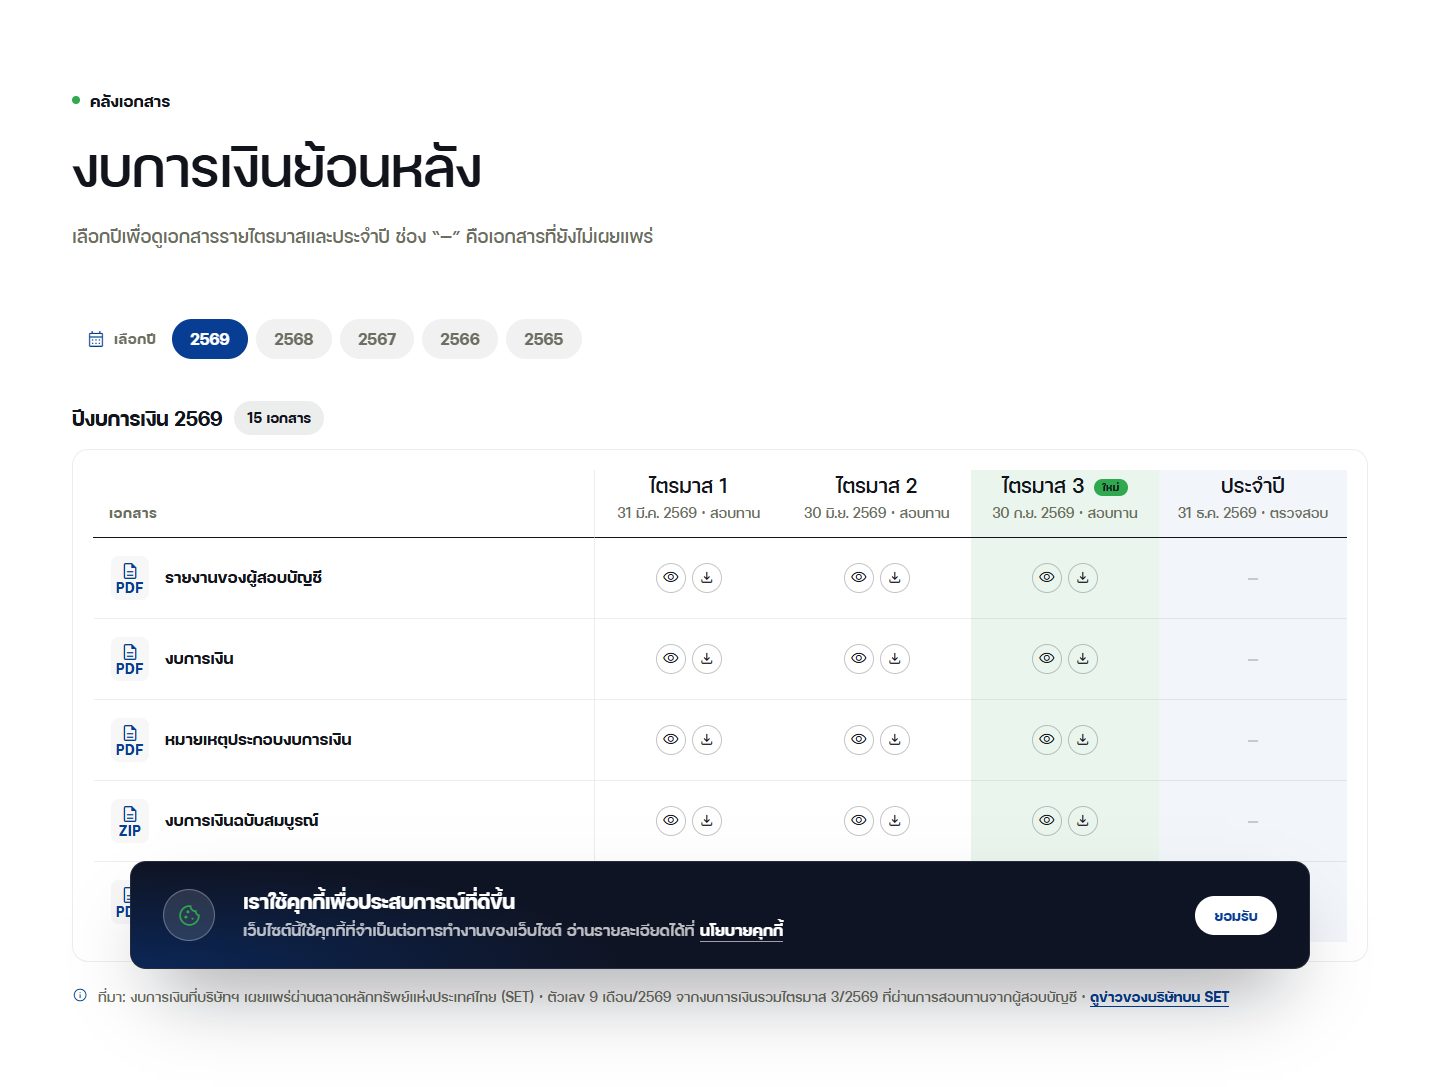 คลังเอกสาร
งบการเงินย้อนหลัง
เลือกปีเพื่อดูเอกสารรายไตรมาสและประจำปี ช่อง “—” คือเอกสารที่ยังไม่เผยแพร่
เลือกปี 2569 2568 2567 2566 2565
ปีงบการเงิน 2569 15 เอกสาร
ไตรมาส 1 ไตรมาส 2 ไตรมาส 3 ใหม่ ประจำปี
เอกสาร 31 มี.ค. 2569 · สอบทาน 30 มิ.ย. 2569 · สอบทาน 30 ก.ย. 2569 · สอบทาน 31 ธ.ค. 2569 · ตรวจสอบ
PDF รายงานของผู้สอบบัญชี —
PDF งบการเงิน —
PDF หมายเหตุประกอบงบการเงิน —
ZIP งบการเงินฉบับสมบูรณ์ —
เราใช้คุกกี้เพื่อประสบการณ์ที่ดีขึ้น
เว็บไซต์นี้ใช้คุกกี้ที่จำเป็นต่อการทำงานของเว็บไซต์ อ่านรายละเอียดได้ที่ นโยบายคุกกี้
ยอมรับ
ที่มา: งบการเงินที่บริษัทฯ เผยแพร่ผ่านตลาดหลักทรัพย์แห่งประเทศไทย (SET) · ตัวเลข 9 เดือน/2569 จากงบการเงินรวมไตรมาส 3/2569 ที่ผ่านการสอบทานจากผู้สอบบัญชี · ดูข่าวของบริษัทบน SET